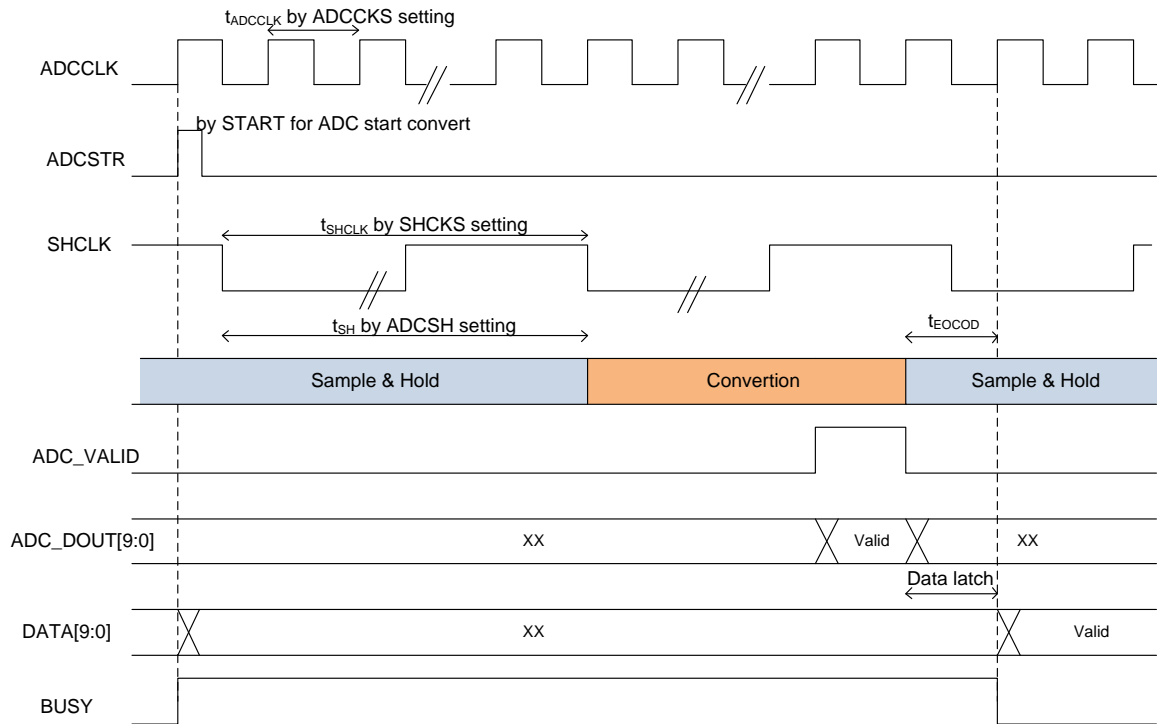 tADCCLK by ADCCKS setting
ADCCLK
by START for ADC start convert
ADCSTR
tSHCLK by SHCKS setting
SHCLK
tSH by ADCSH setting
tEOCOD
Sample & Hold
Convertion
Sample & Hold
ADC_VALID
ADC_DOUT[9:0]
XX
Valid
XX
Data latch
DATA[9:0]
XX
Valid
BUSY